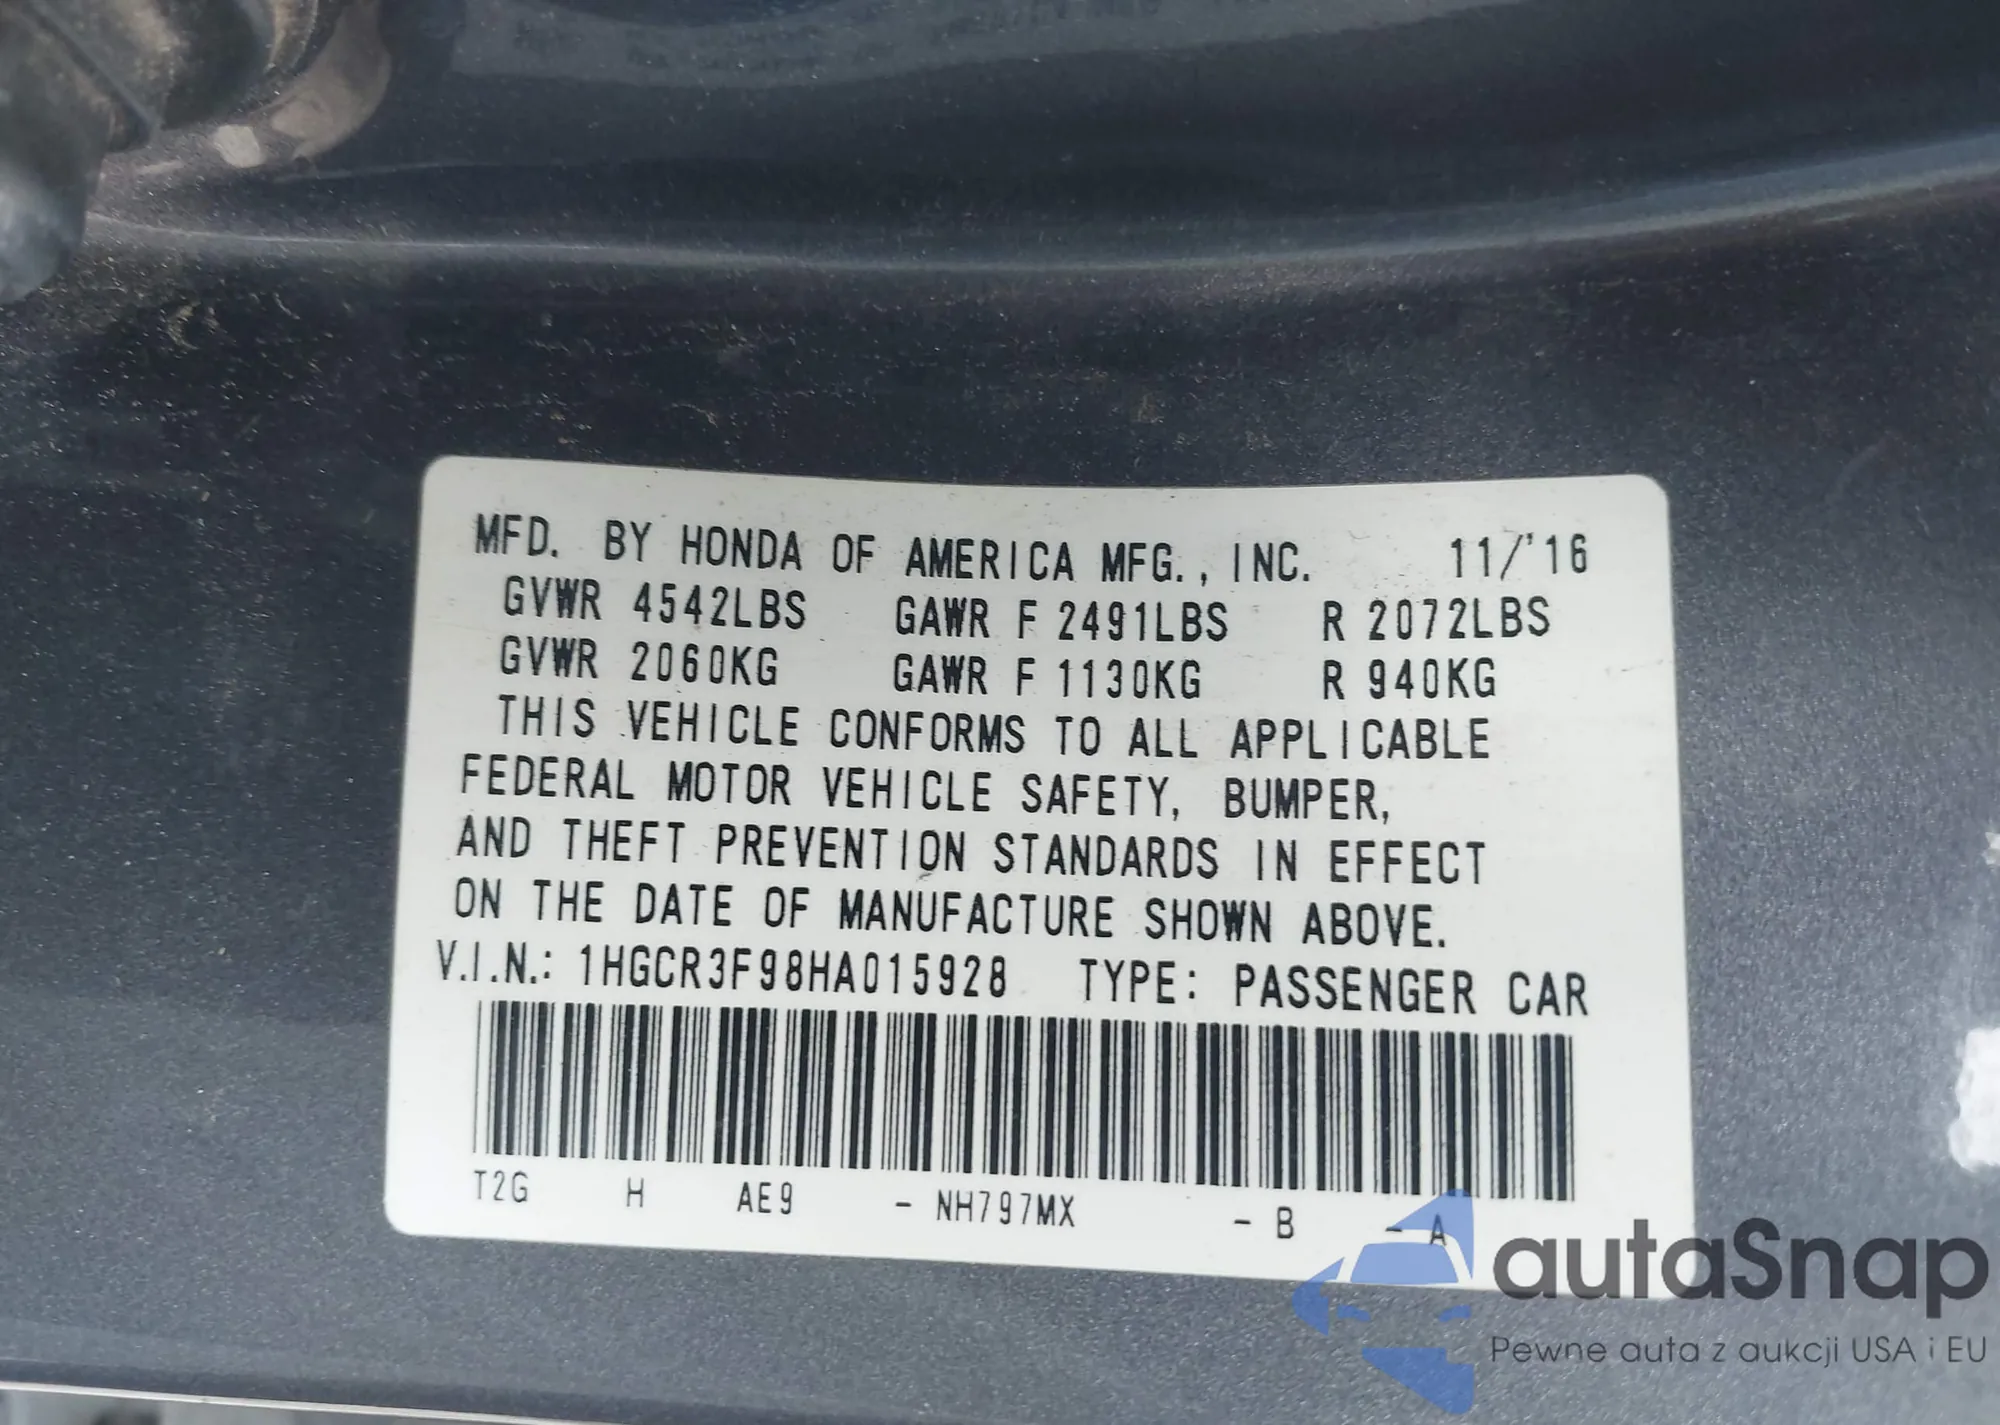 MFD. BY HONDA OF AMERICA MFG., INC. 11/'16
GVWR 4542LBS GAWR F 2491LBS R 2072LBS
GVWR 2060KG GAWR F 1130KG R 940KG
THIS VEHICLE CONFORMS TO ALL APPLICABLE
FEDERAL MOTOR VEHICLE SAFETY, BUMPER,
AND THEFT PREVENTION STANDARDS IN EFFECT
ON THE DATE OF MANUFACTURE SHOWN ABOVE.
V.I.N.: 1HGCR3F98HA015928 TYPE: PASSENGER CAR
T2G H AE9 - NH797MX - B - A
autaSnap
Pewne auta z aukcji USA i EU